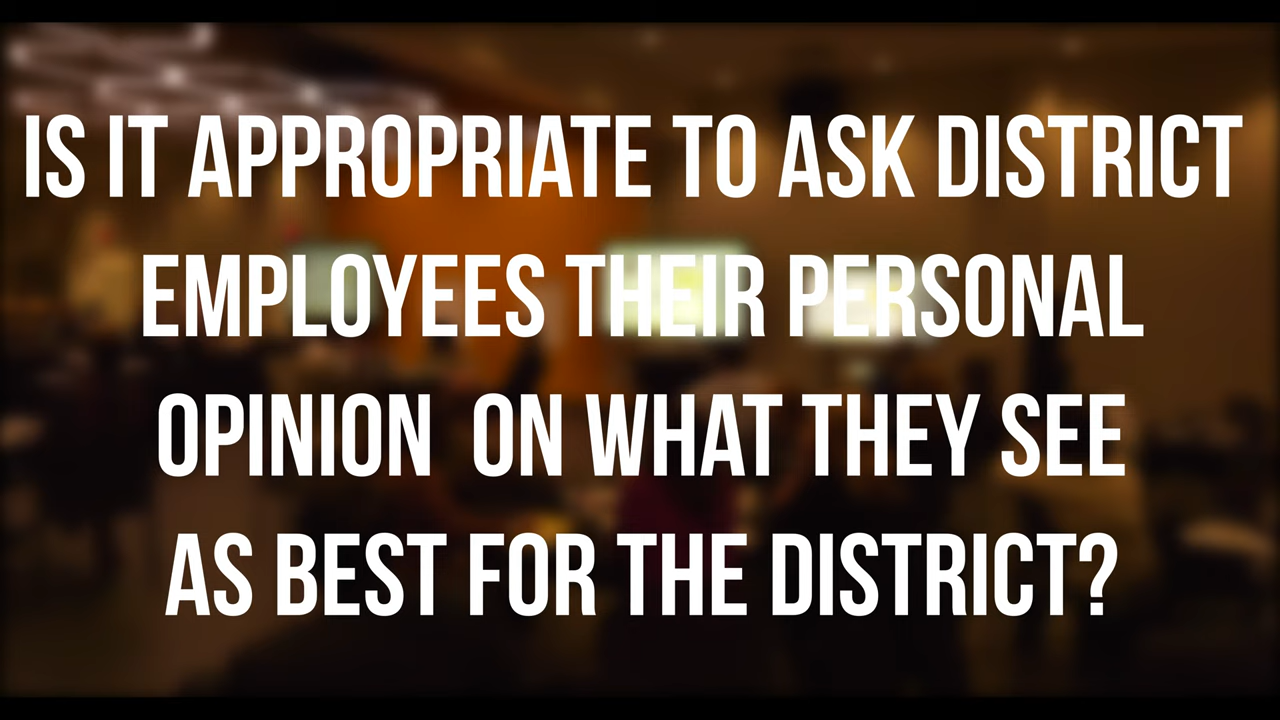 IS IT APPROPRIATE TO ASK DISTRICT
EMPLOYEES THEIR PERSONAL
OPINION  ON WHAT THEY SEE
AS BEST FOR THE DISTRICT?